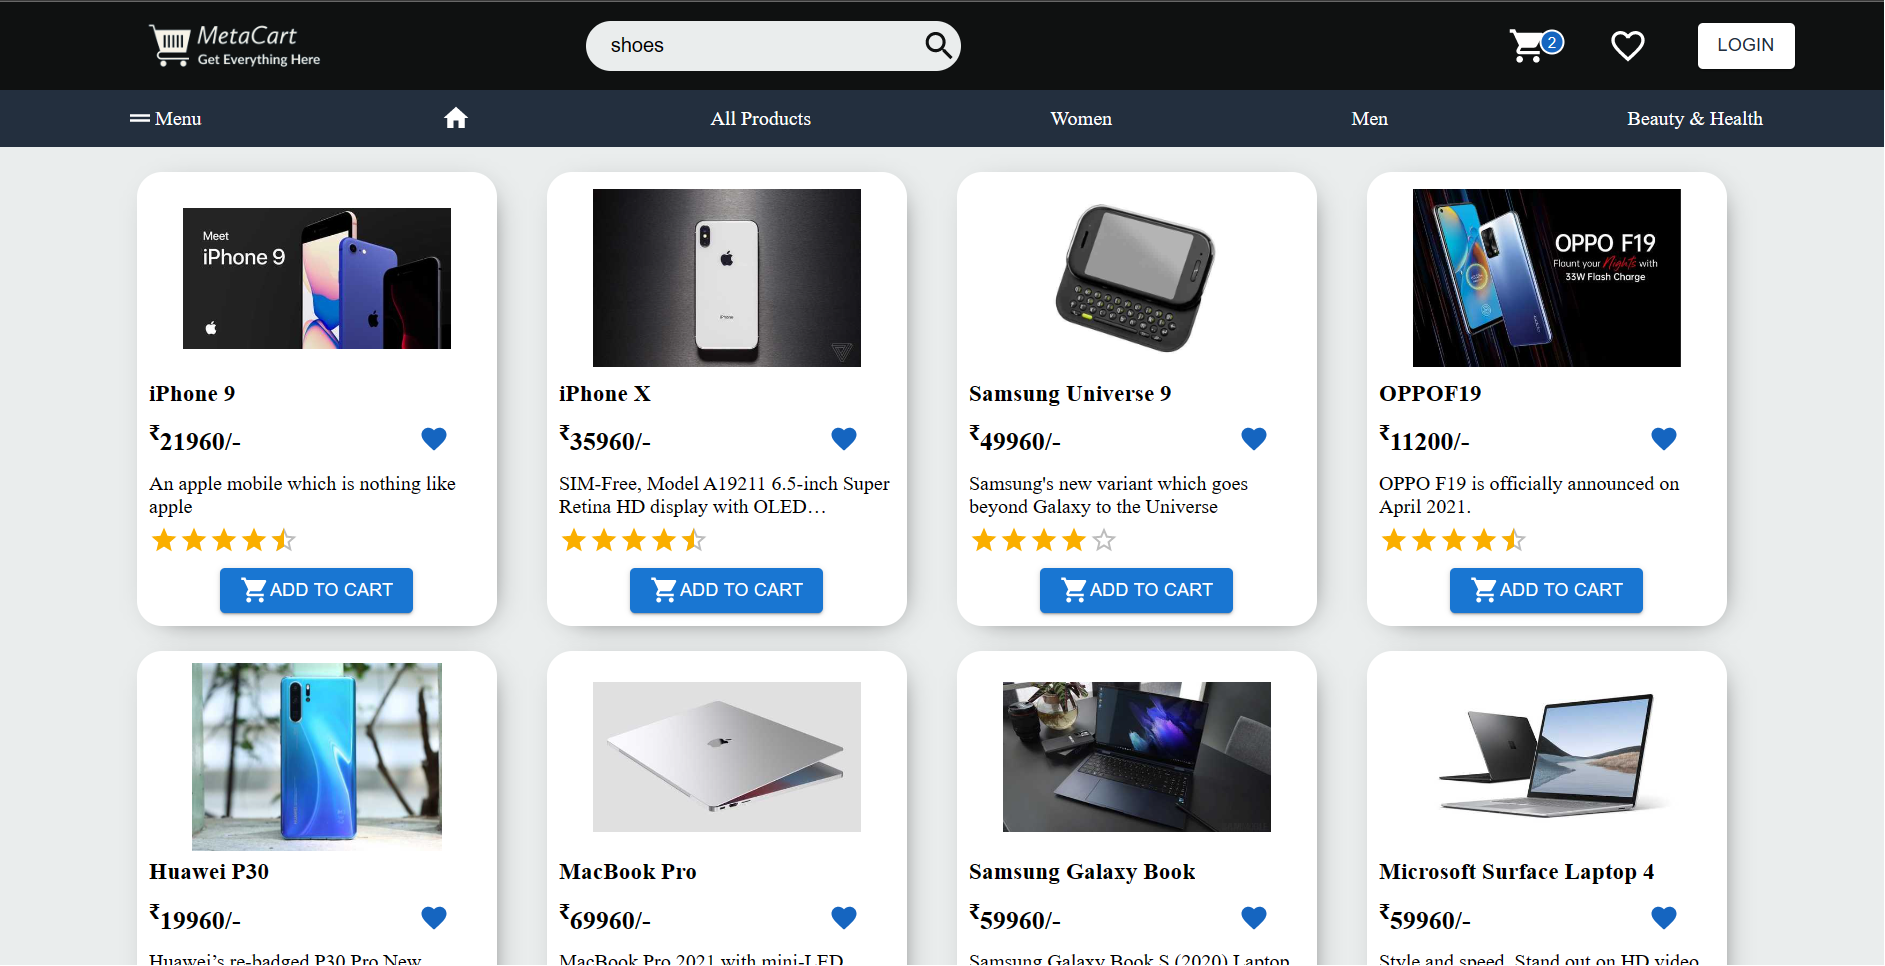 MetaCart
Get Everything Here
shoes
2
LOGIN
Menu
All Products
Women
Men
Beauty & Health
Meet
iPhone 9
iPhone
OPPO F19
Flaunt your Nights with
33W Flash Charge
iPhone 9
₹21960/-
An apple mobile which is nothing like
apple
ADD TO CART
iPhone X
₹35960/-
SIM-Free, Model A19211 6.5-inch Super
Retina HD display with OLED…
ADD TO CART
Samsung Universe 9
₹49960/-
Samsung's new variant which goes
beyond Galaxy to the Universe
ADD TO CART
OPPOF19
₹11200/-
OPPO F19 is officially announced on
April 2021.
ADD TO CART
Huawei P30
₹19960/-
Huawei’s re-badged P30 Pro New
MacBook Pro
₹69960/-
MacBook Pro 2021 with mini-LED
Samsung Galaxy Book
₹59960/-
Samsung Galaxy Book S (2020) Laptop
Microsoft Surface Laptop 4
₹59960/-
Style and speed. Stand out on HD video